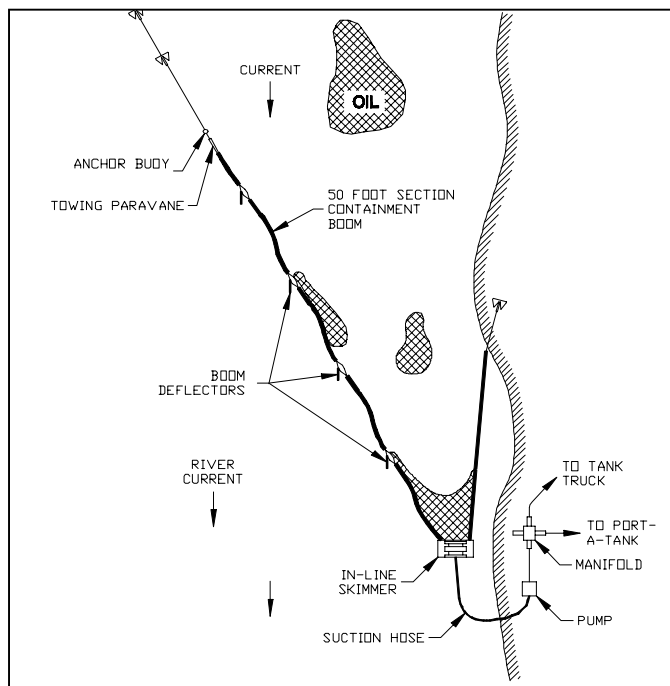 CURRENT
OIL
ANCHOR BUOY
TOWING PARAVANE
50 FOOT SECTION
CONTAINMENT
BOOM
BOOM
DEFLECTORS
RIVER
CURRENT
TO TANK
TRUCK
TO PORT-
A-TANK
MANIFOLD
IN-LINE
SKIMMER
PUMP
SUCTION HOSE